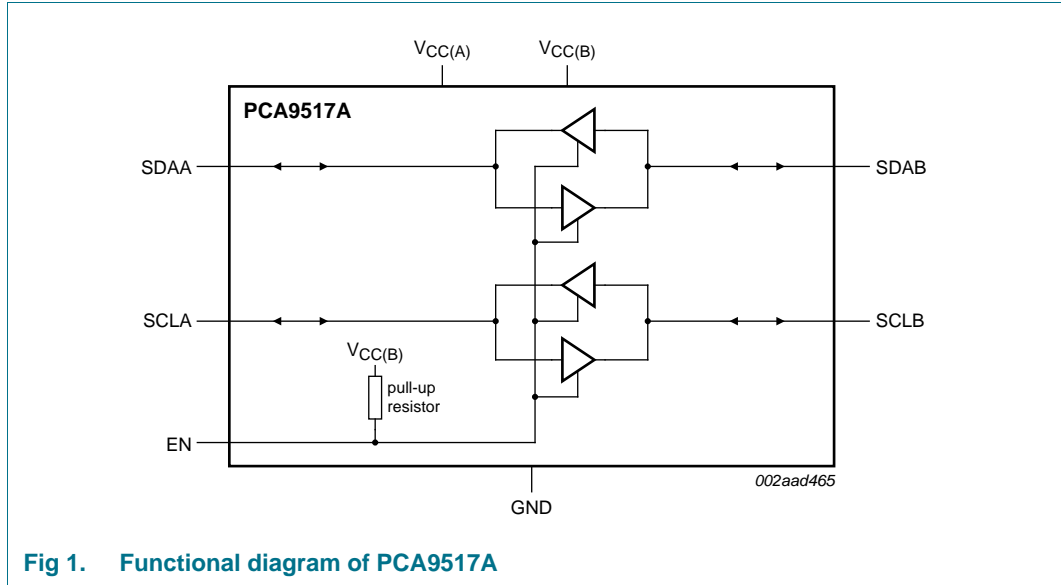 VCC(A) VCC(B)
PCA9517A
SDAA SDAB
SCLA SCLB
VCC(B)
pull-up
resistor
EN
002aad465
GND
Fig 1. Functional diagram of PCA9517A